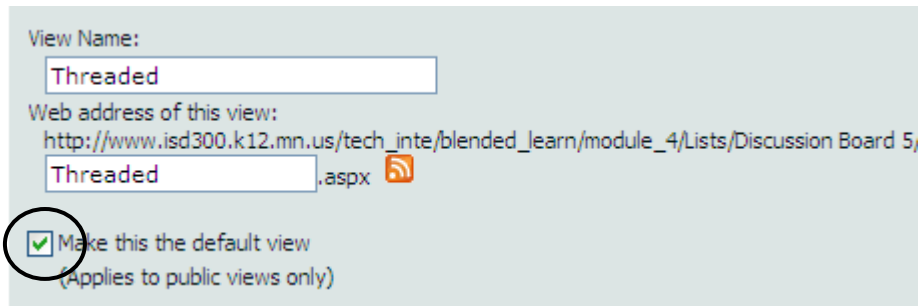 View Name:
Threaded
Web address of this view:
http://www.isd300.k12.mn.us/tech_inte/blended_learn/module_4/Lists/Discussion Board 5/
Threaded .aspx
Make this the default view
(Applies to public views only)